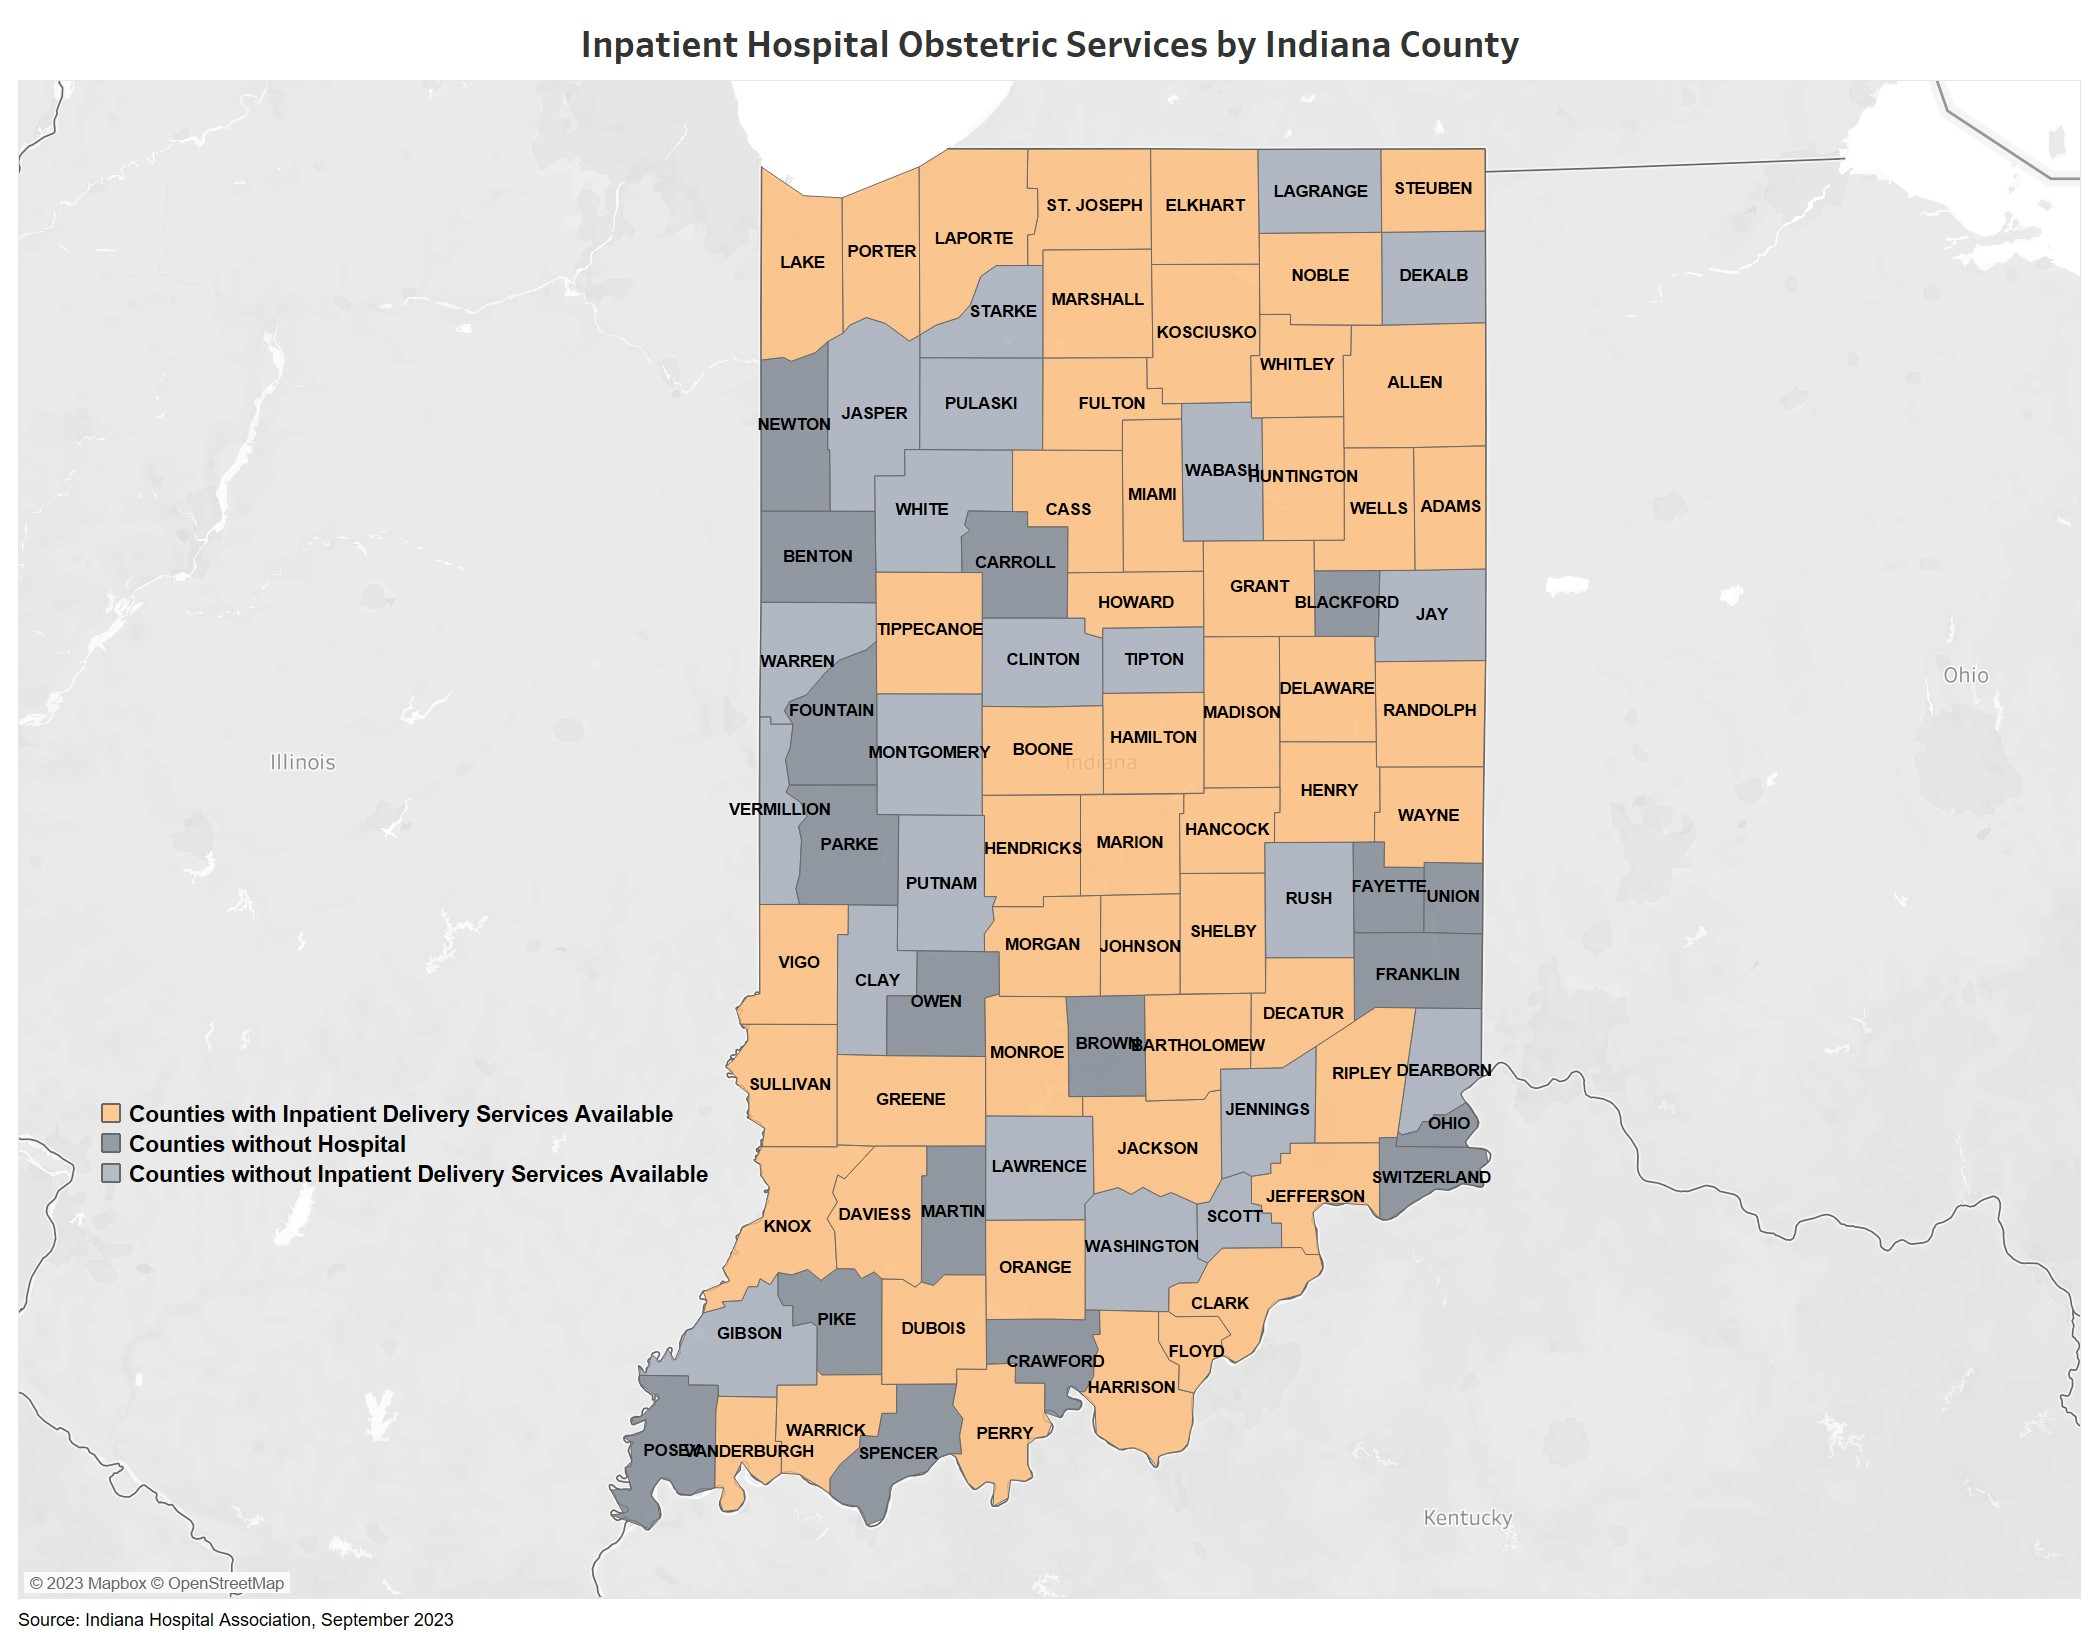 Inpatient Hospital Obstetric Services by Indiana County
LAGRANGE
STEUBEN
ST. JOSEPH
ELKHART
LAPORTE
PORTER
LAKE
NOBLE
DEKALB
MARSHALL
STARKE
KOSCIUSKO
WHITLEY
ALLEN
PULASKI
FULTON
JASPER
NEWTON
WABASH
HUNTINGTON
MIAMI
WELLS
ADAMS
WHITE
CASS
BENTON
CARROLL
GRANT
HOWARD
BLACKFORD
JAY
TIPPECANOE
WARREN
CLINTON
TIPTON
Ohio
DELAWARE
FOUNTAIN
MADISON
RANDOLPH
HAMILTON
MONTGOMERY
BOONE
Illinois
Indiana
HENRY
VERMILLION
WAYNE
HANCOCK
PARKE
HENDRICKS
MARION
PUTNAM
FAYETTE
RUSH
UNION
SHELBY
MORGAN
JOHNSON
VIGO
CLAY
FRANKLIN
OWEN
DECATUR
MONROE
BROWN
BARTHOLOMEW
RIPLEY
DEARBORN
SULLIVAN
GREENE
JENNINGS
OHIO
Counties with Inpatient Delivery Services Available
Counties without Hospital
Counties without Inpatient Delivery Services Available
JACKSON
LAWRENCE
SWITZERLAND
JEFFERSON
MARTIN
DAVIESS
SCOTT
KNOX
WASHINGTON
ORANGE
CLARK
PIKE
DUBOIS
GIBSON
FLOYD
CRAWFORD
HARRISON
WARRICK
PERRY
POSEY
VANDERBURGH
SPENCER
Kentucky
© 2023 Mapbox © OpenStreetMap
Source: Indiana Hospital Association, September 2023